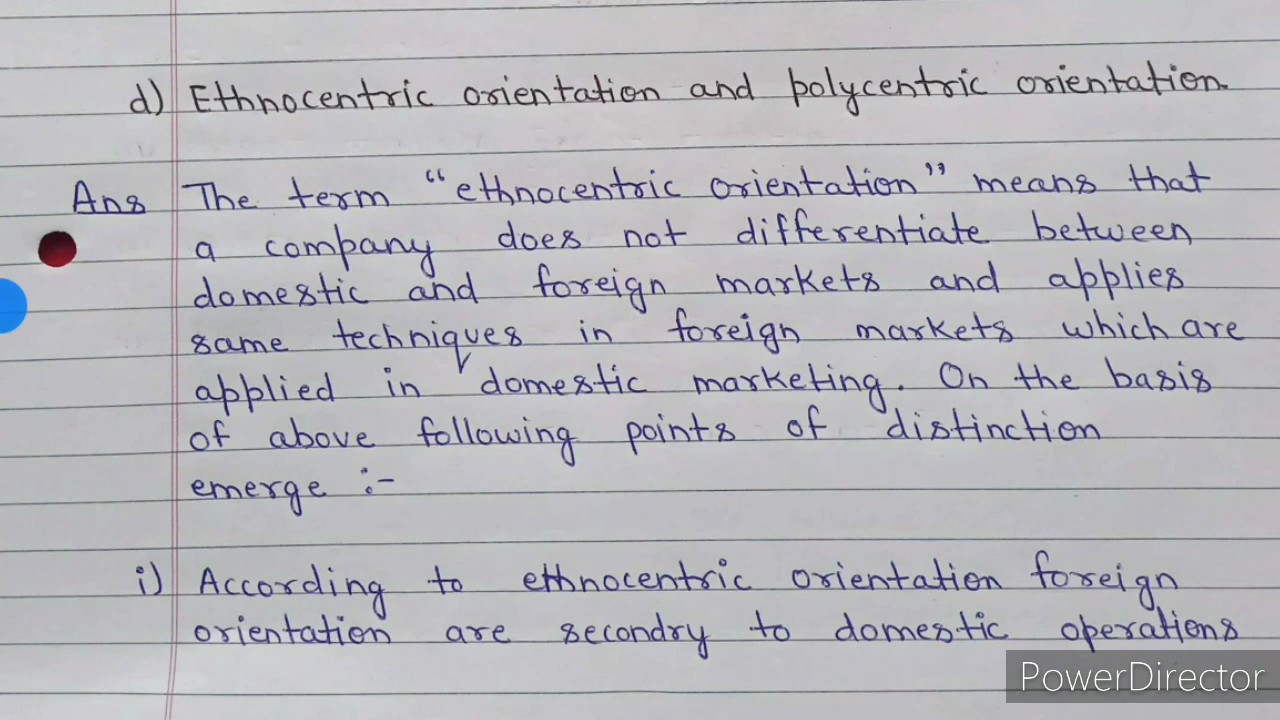 d) Ethnocentric orientation and polycentric orientation.
Ans The term "ethnocentric orientation" means that
a company does not differentiate between
domestic and foreign markets and applies
same techniques in foreign markets which are
applied in domestic marketing. On the basis
of above following points of distinction
emerge :-
i) According to ethnocentric orientation foreign
orientation are secondry to domestic operations
PowerDirector